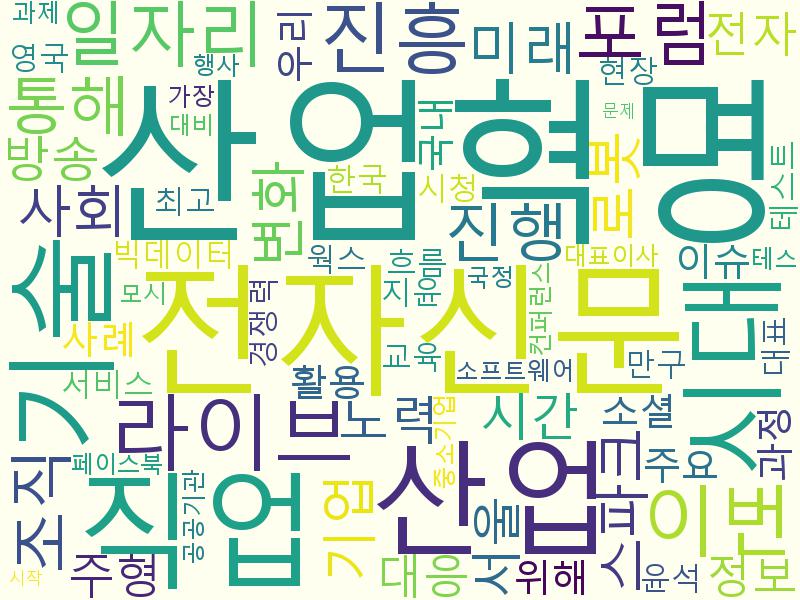 과제
일자리
우리
진흥
미래
포럼
전자
영국
행사
현장
통해
가장
대비
산업혁명
국내
문제
방송
사회
최고
변화
한국
시청
로봇
테스트
진행
빅데이터
웍스
흐름
대표이사
이슈
테스
기술
모시
전자신문
경쟁력
지원
국정
컨퍼런스
시대
사례
교육
소프트웨어
만구
대표
서비스
활용
라이브
노력
중소기업
시간
소셜
과정
조직
페이스북
직업
공공기관
기업
산업
서울
스파크
주요
이모
시작
주형
대응
위해
윤석
정보